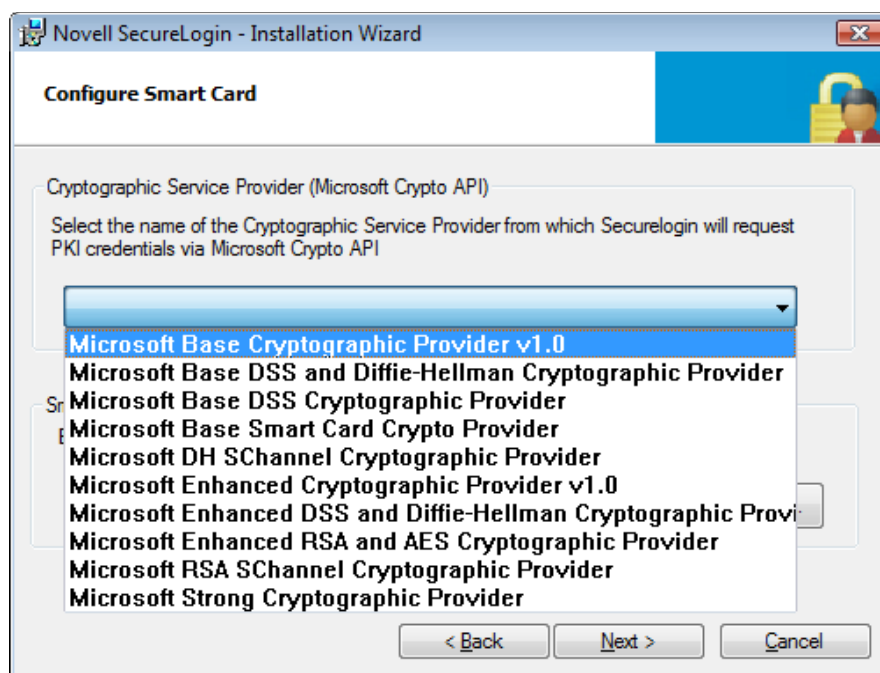 Novell SecureLogin - Installation Wizard
Configure Smart Card
Cryptographic Service Provider (Microsoft Crypto API)
Select the name of the Cryptographic Service Provider from which Securelogin will request
PKI credentials via Microsoft Crypto API
Microsoft Base Cryptographic Provider v1.0
Microsoft Base DSS and Diffie-Hellman Cryptographic Provider
Microsoft Base DSS Cryptographic Provider
Microsoft Base Smart Card Crypto Provider
Microsoft DH SChannel Cryptographic Provider
Microsoft Enhanced Cryptographic Provider v1.0
Microsoft Enhanced DSS and Diffie-Hellman Cryptographic Provi
Microsoft Enhanced RSA and AES Cryptographic Provider
Microsoft RSA SChannel Cryptographic Provider
Microsoft Strong Cryptographic Provider
< Back Next > Cancel